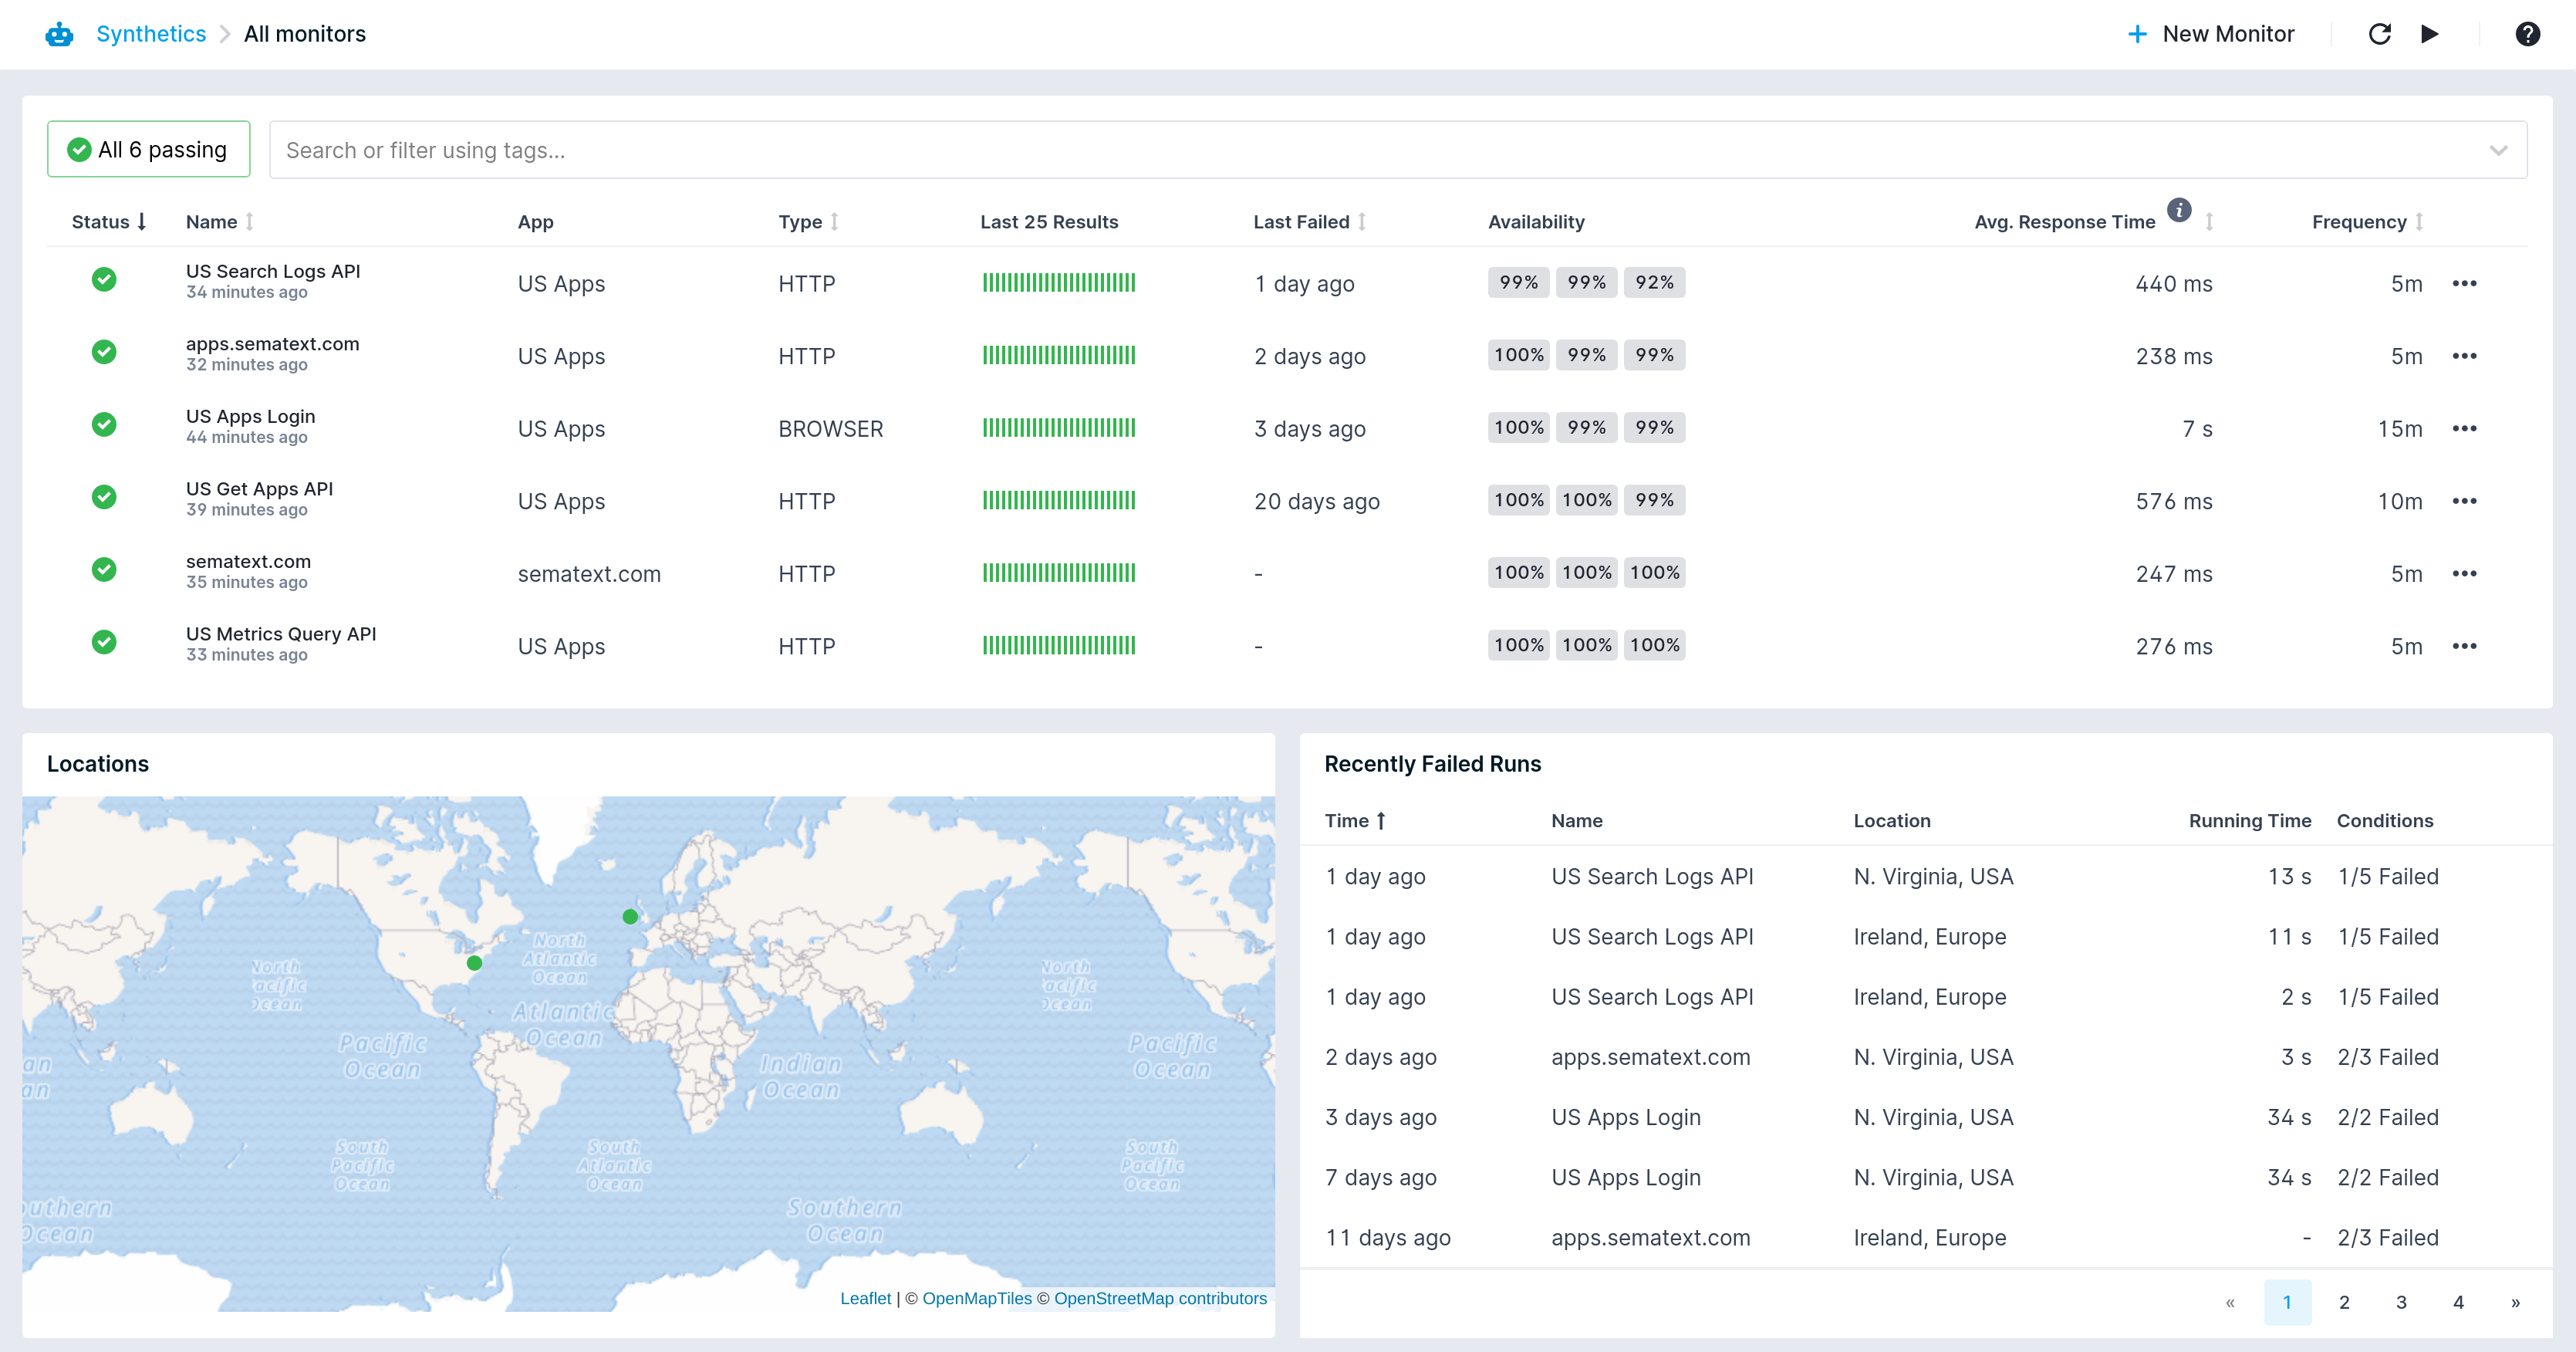 Synthetics
All monitors
New Monitor
All 6 passing
Search or filter using tags...
Status Name App Type Last 25 Results Last Failed Availability Avg. Response Time Frequency
US Search Logs API
34 minutes ago
US Apps HTTP 1 day ago 99% 99% 92% 440 ms 5m
apps.sematext.com
32 minutes ago
US Apps HTTP 2 days ago 100% 99% 99% 238 ms 5m
US Apps Login
44 minutes ago
US Apps BROWSER 3 days ago 100% 99% 99% 7 s 15m
US Get Apps API
39 minutes ago
US Apps HTTP 20 days ago 100% 100% 99% 576 ms 10m
sematext.com
35 minutes ago
sematext.com HTTP - 100% 100% 100% 247 ms 5m
US Metrics Query API
33 minutes ago
US Apps HTTP - 100% 100% 100% 276 ms 5m
Locations
North
Atlantic
Ocean
North
acific
Ocean
North
acific
Ocean
Atlantic
Ocean
Pacific
Ocean
Indian
Ocean
Pacific
Ocean
an
an
South
Pacific
Ocean
South
Atlantic
Ocean
South
Pacific
Ocean
outhern
Ocean
Southern
Ocean
Leaflet | © OpenMapTiles © OpenStreetMap contributors
Recently Failed Runs
Time Name Location Running Time Conditions
1 day ago US Search Logs API N. Virginia, USA 13 s 1/5 Failed
1 day ago US Search Logs API Ireland, Europe 11 s 1/5 Failed
1 day ago US Search Logs API Ireland, Europe 2 s 1/5 Failed
2 days ago apps.sematext.com N. Virginia, USA 3 s 2/3 Failed
3 days ago US Apps Login N. Virginia, USA 34 s 2/2 Failed
7 days ago US Apps Login N. Virginia, USA 34 s 2/2 Failed
11 days ago apps.sematext.com Ireland, Europe - 2/3 Failed
« 1 2 3 4 »